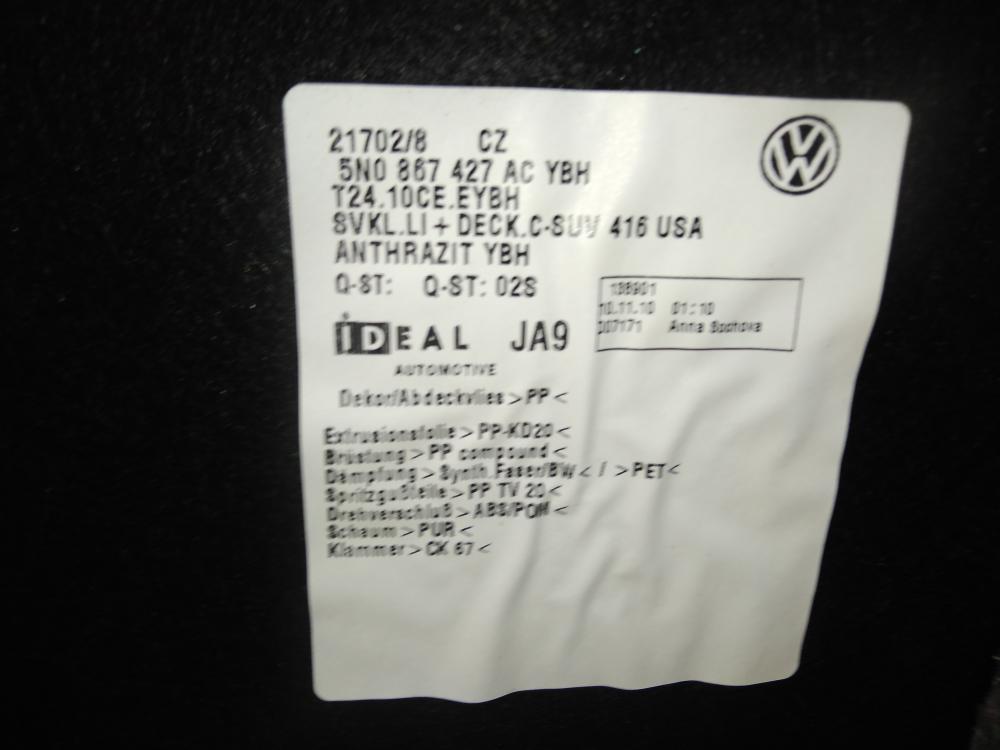 21702/8 CZ
5N0 867 427 AC YBH
T24.10CE.EYBH
SVKL.LI + DECK.C-SUV 416 USA
ANTHRAZIT YBH
Q-ST: Q-ST: 02S
138901
10.11.10 01:10
007171 Anna
iDEAL JA9
AUTOMOTIVE
Dekor/Abdeckvlies > PP <
Extrusionsfolie > PP-KD20 <
Brüstung > PP compound <
Dämpfung > Synth.Faser/BW < / > PET <
Spritzgußteile > PP TV 20 <
Drehverschluß > ABS/POM <
Schaum > PUR <
Klammer > CK 67 <